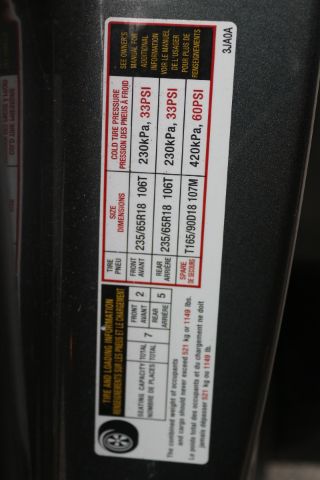 TIRE AND LOADING INFORMATION
RENSEIGNEMENTS SUR LES PNEUS ET LE CHARGEMENT
SEATING CAPACITY TOTAL 7 FRONT 2 REAR 5
NOMBRE DE PLACES TOTAL AVANT ARRIÈRE
The combined weight of occupants
and cargo should never exceed 521 kg or 1149 lbs.
Le poids total des occupants et du chargement ne doit
jamais dépasser 521 kg ou 1149 lb.
TIRE SIZE COLD TIRE PRESSURE
PNEU DIMENSIONS PRESSION DES PNEUS À FROID
FRONT 235/65R18 106T 230kPa, 33PSI
AVANT
REAR 235/65R18 106T 230kPa, 33PSI
ARRIÈRE
SPARE T165/90D18 107M 420kPa, 60PSI
DE SECOURS
SEE OWNER'S
MANUAL FOR
ADDITIONAL
INFORMATION
VOIR LE MANUEL
DE L'USAGER
POUR PLUS DE
RENSEIGNEMENTS
3JA0A